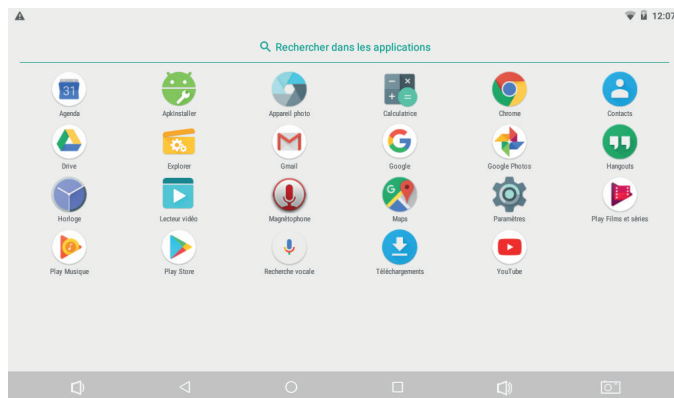 12:07
Rechercher dans les applications
31
Agenda
ApkInstaller
Appareil photo
Calculatrice
Chrome
Contacts
Drive
Explorer
Gmail
Google
Google Photos
Hangouts
Horloge
Lecteur vidéo
Magnétophone
G
Maps
Paramètres
Play Films et séries
Play Musique
Play Store
Recherche vocale
Téléchargements
YouTube